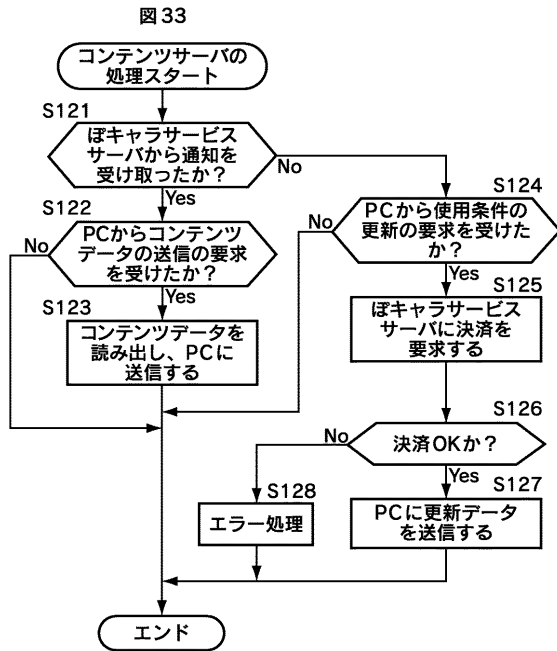 図33
コンテンツサーバの
処理スタート
S121
ぽキャラサービス
サーバから通知を
受け取ったか？
No
Yes
S122
PCからコンテンツ
データの送信の要求
を受けたか？
No
Yes
S123
コンテンツデータを
読み出し、PCに
送信する
S124
PCから使用条件の
更新の要求を受けた
か？
No
Yes
S125
ぽキャラサービス
サーバに決済を
要求する
S126
決済OKか？
No
Yes
S127
PCに更新データ
を送信する
S128
エラー処理
エンド